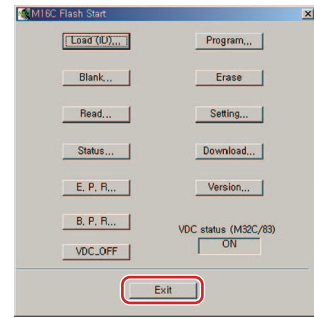 M16C Flash Start
Load (ID)...
Program...
Blank...
Erase
Read...
Setting...
Status...
Download...
E. P. R...
Version...
B. P. R...
VDC status (M32C/83)
VDC_OFF
ON
Exit